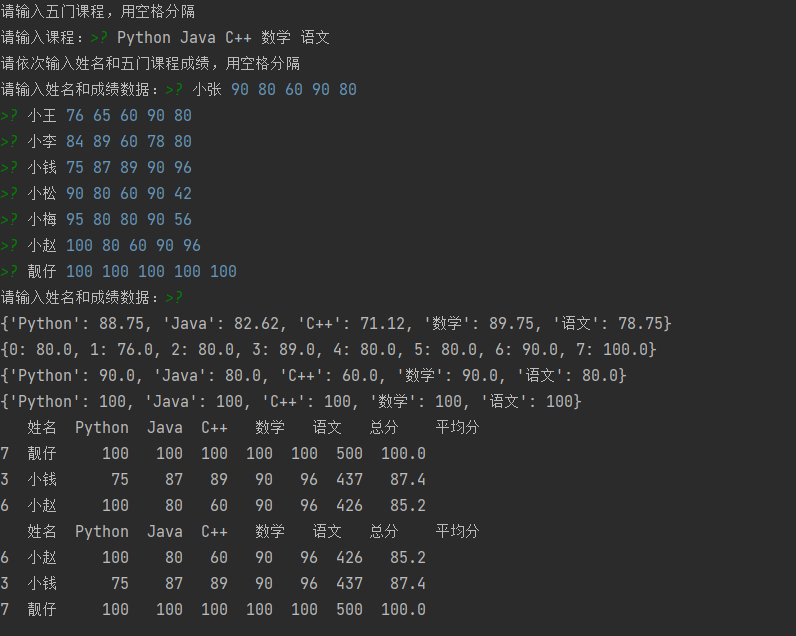 请输入五门课程，用空格分隔
请输入课程：>? Python Java C++ 数学 语文
请依次输入姓名和五门课程成绩，用空格分隔
请输入姓名和成绩数据：>? 小张 90 80 60 90 80
>? 小王 76 65 60 90 80
>? 小李 84 89 60 78 80
>? 小钱 75 87 89 90 96
>? 小松 90 80 60 90 42
>? 小梅 95 80 80 90 56
>? 小赵 100 80 60 90 96
>? 靓仔 100 100 100 100 100
请输入姓名和成绩数据：>?
{'Python': 88.75, 'Java': 82.62, 'C++': 71.12, '数学': 89.75, '语文': 78.75}
{0: 80.0, 1: 76.0, 2: 80.0, 3: 89.0, 4: 80.0, 5: 80.0, 6: 90.0, 7: 100.0}
{'Python': 90.0, 'Java': 80.0, 'C++': 60.0, '数学': 90.0, '语文': 80.0}
{'Python': 100, 'Java': 100, 'C++': 100, '数学': 100, '语文': 100}
姓名 Python Java C++ 数学 语文 总分 平均分
7 靓仔 100 100 100 100 100 500 100.0
3 小钱 75 87 89 90 96 437 87.4
6 小赵 100 80 60 90 96 426 85.2
姓名 Python Java C++ 数学 语文 总分 平均分
6 小赵 100 80 60 90 96 426 85.2
3 小钱 75 87 89 90 96 437 87.4
7 靓仔 100 100 100 100 100 500 100.0